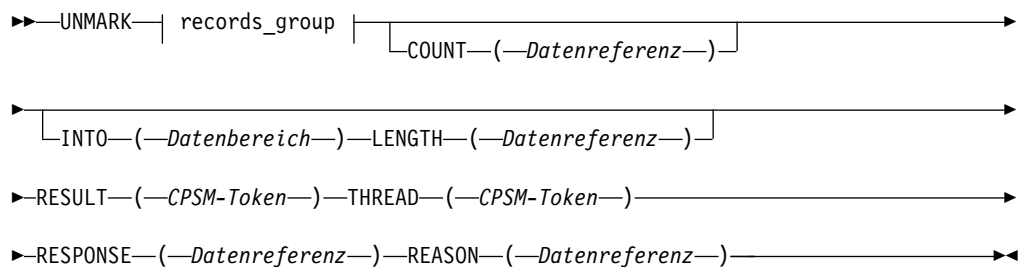 UNMARK records_group
COUNT ( Datenreferenz )
INTO ( Datenbereich ) LENGTH ( Datenreferenz )
RESULT ( CPSM-Token ) THREAD ( CPSM-Token )
RESPONSE ( Datenreferenz ) REASON ( Datenreferenz )